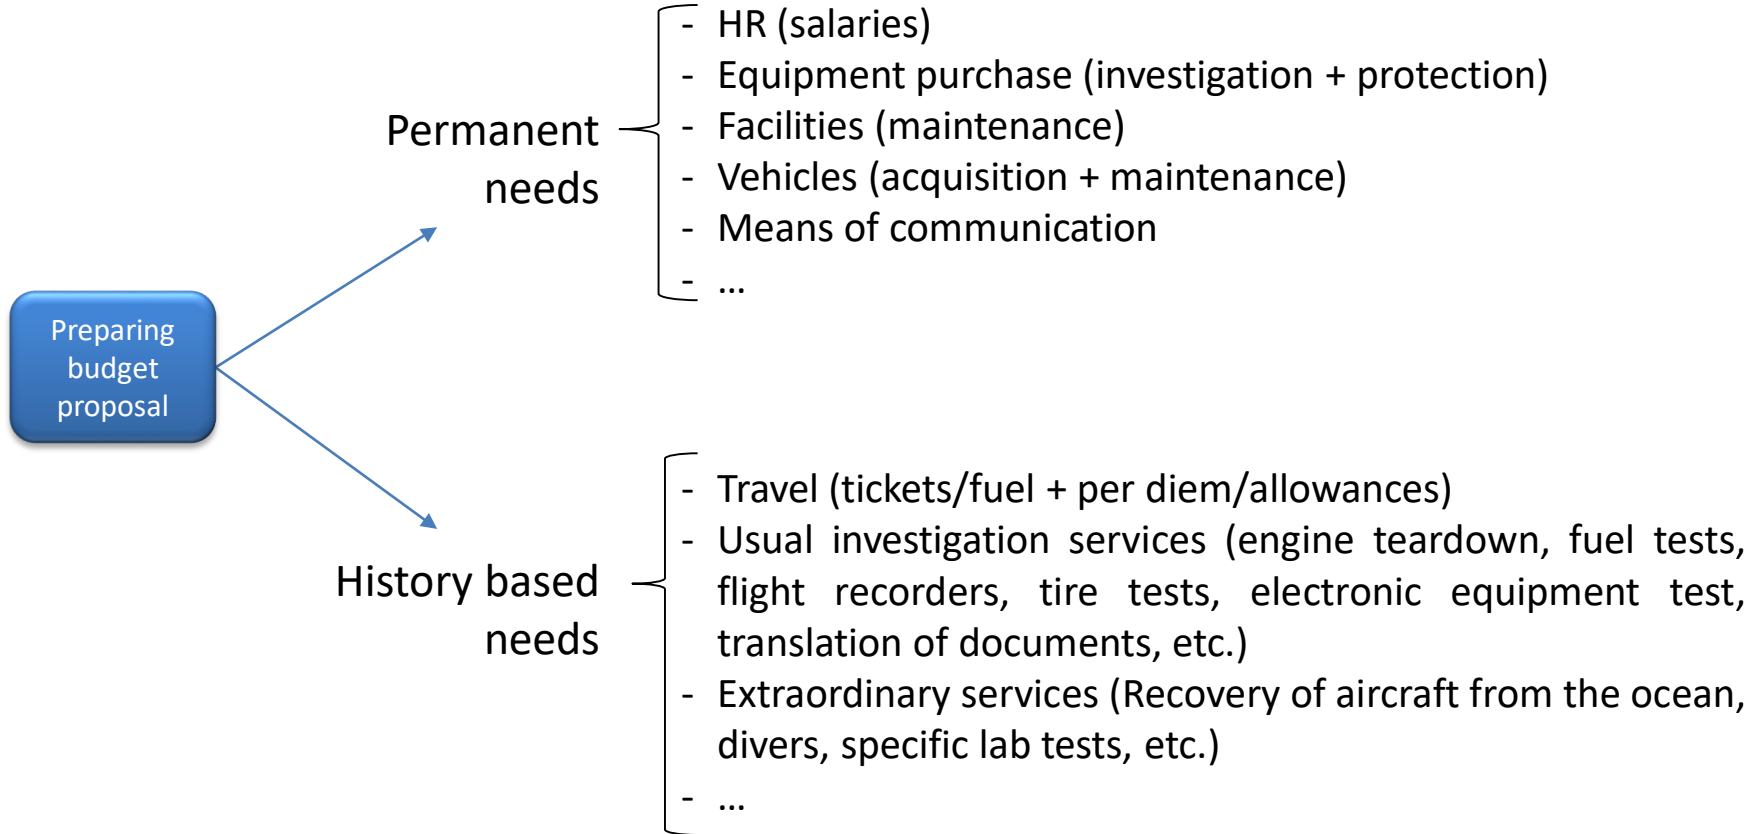 Preparing
budget
proposal
Permanent
needs
- HR (salaries)
- Equipment purchase (investigation + protection)
- Facilities (maintenance)
- Vehicles (acquisition + maintenance)
- Means of communication
- ...
History based
needs
- Travel (tickets/fuel + per diem/allowances)
- Usual investigation services (engine teardown, fuel tests,
flight recorders, tire tests, electronic equipment test,
translation of documents, etc.)
- Extraordinary services (Recovery of aircraft from the ocean,
divers, specific lab tests, etc.)
- ...